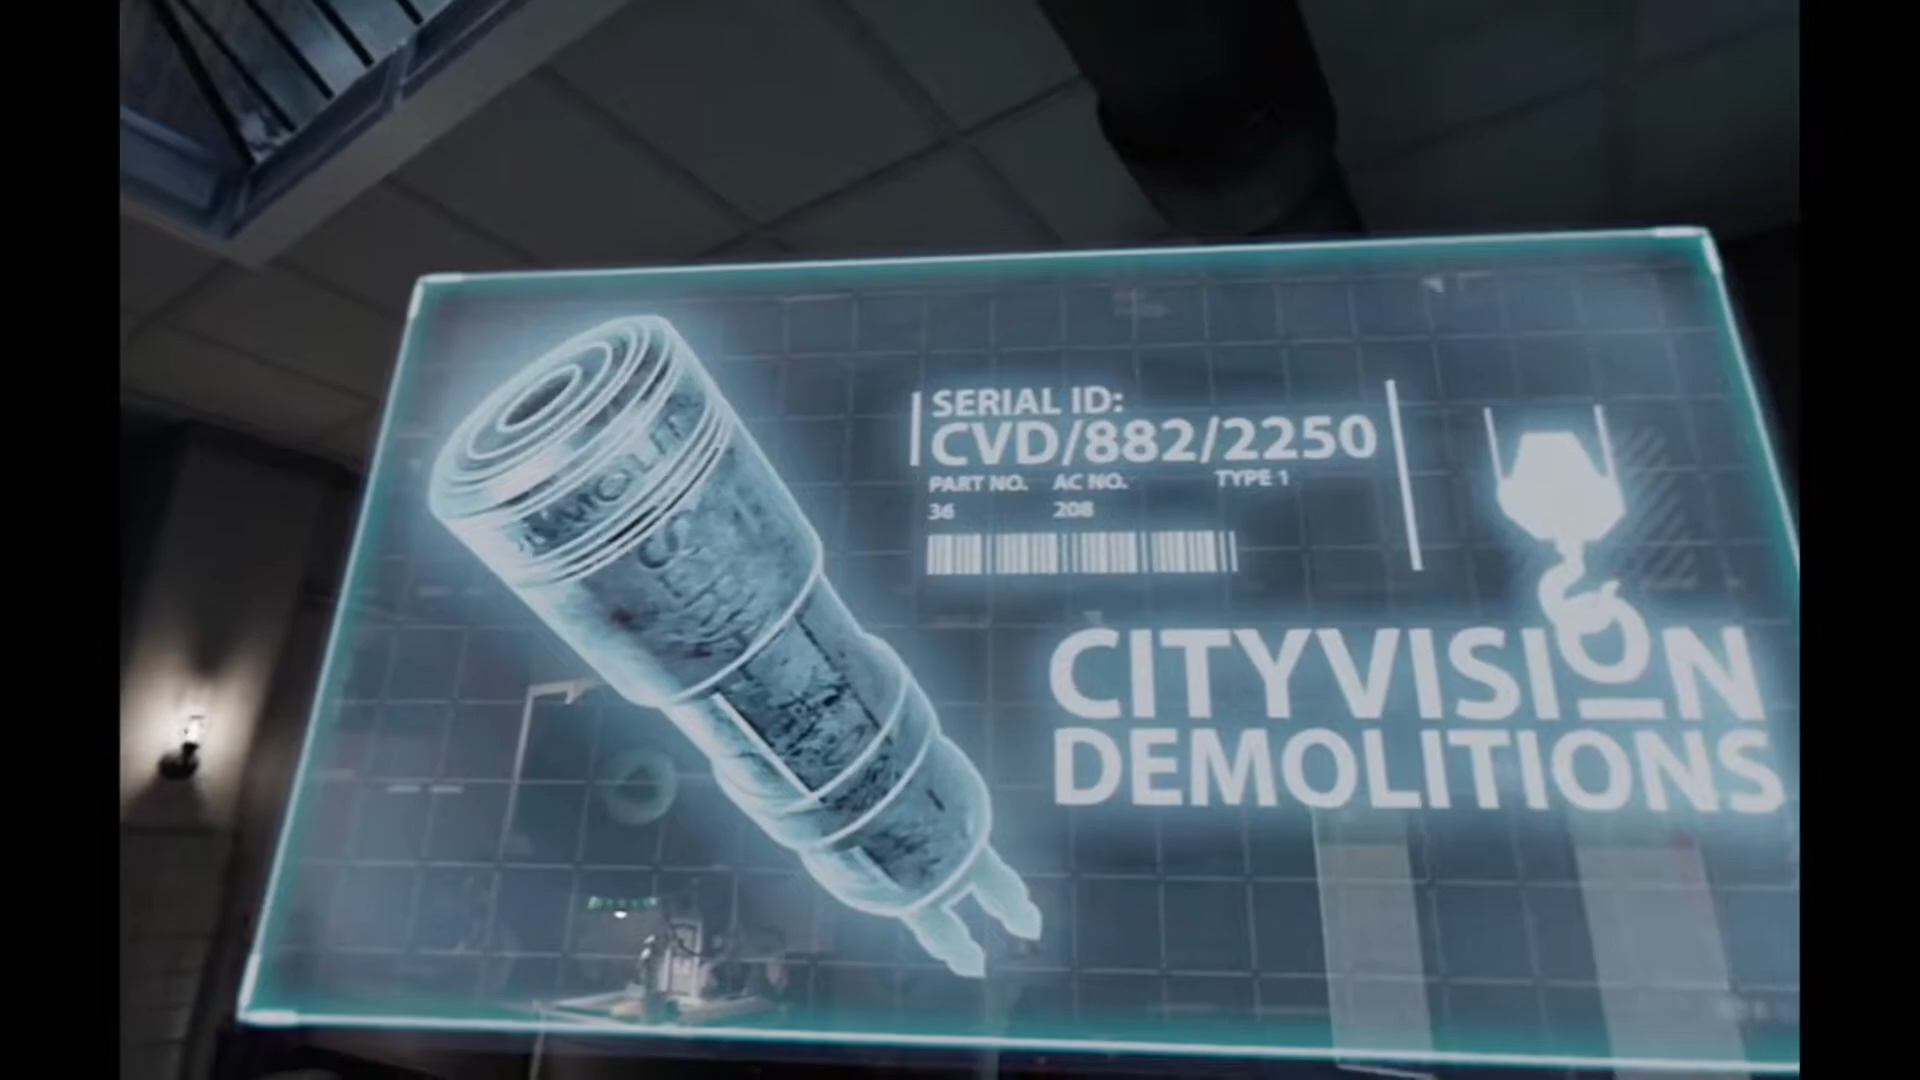 SERIAL ID:
CVD/882/2250
PART NO. AC NO. TYPE 1
36 208
CITYVISION
DEMOLITIONS